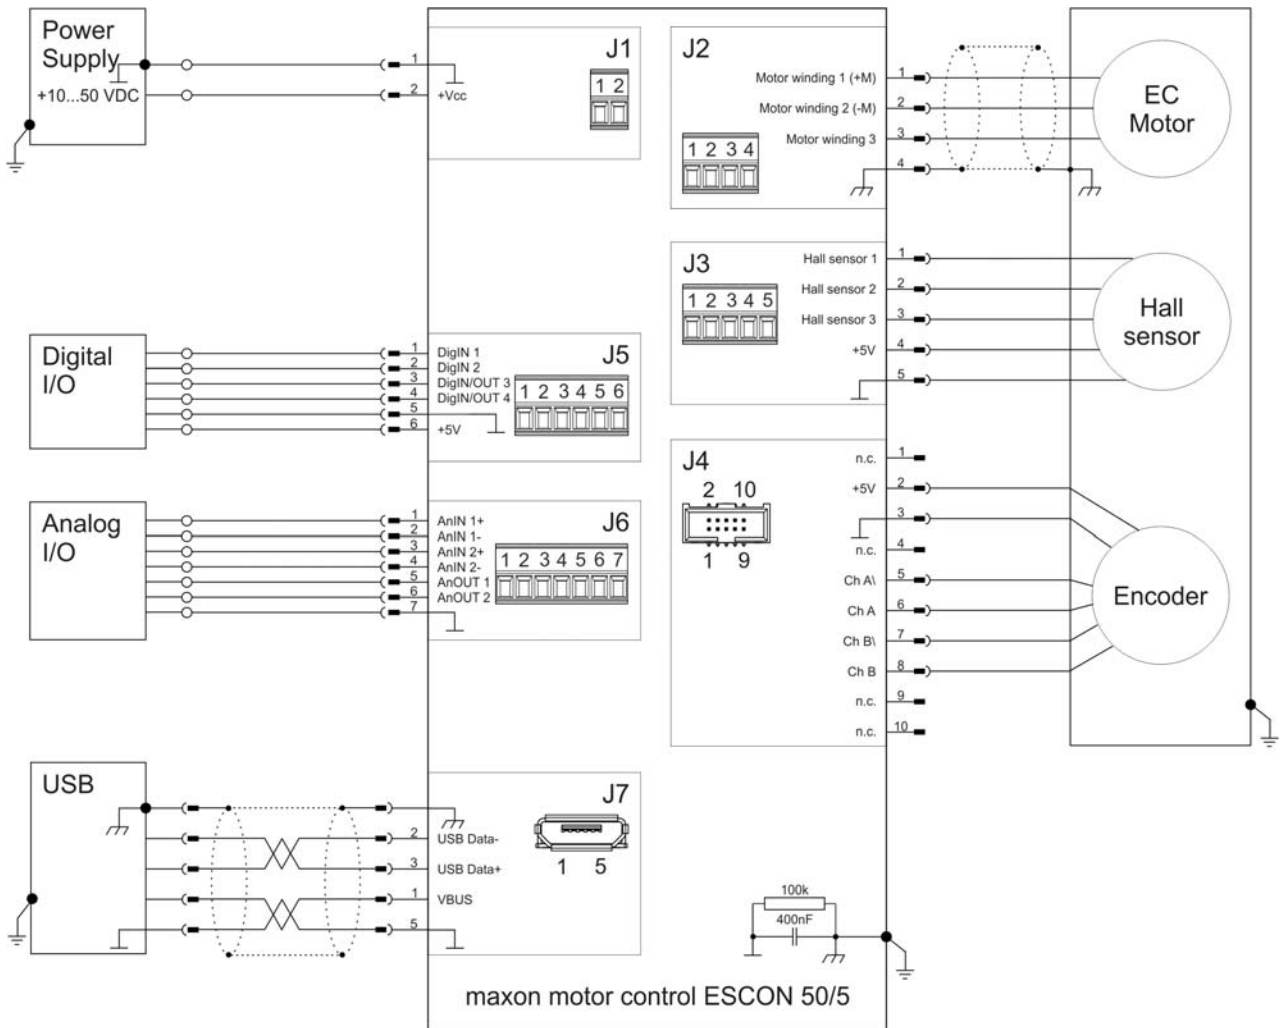 Power
Supply
+10...50 VDC
1
2
+Vcc
J1
1 2
J2
1 2 3 4
Motor winding 1 (+M)
Motor winding 2 (-M)
Motor winding 3
1
2
3
4
EC
Motor
J3
1 2 3 4 5
Hall sensor 1
Hall sensor 2
Hall sensor 3
+5V
1
2
3
4
5
Hall
sensor
Digital
I/O
1
2
3
4
5
6
DigIN 1
DigIN 2
DigIN/OUT 3
DigIN/OUT 4
+5V
J5
1 2 3 4 5 6
J4
2 10
1 9
n.c.
+5V
n.c.
Ch A\
Ch A
Ch B\
Ch B
n.c.
n.c.
1
2
3
4
5
6
7
8
9
10
Encoder
Analog
I/O
1
2
3
4
5
6
7
AnIN 1+
AnIN 1-
AnIN 2+
AnIN 2-
AnOUT 1
AnOUT 2
J6
1 2 3 4 5 6 7
USB
2
3
1
5
USB Data-
USB Data+
VBUS
J7
1 5
100k
400nF
maxon motor control ESCON 50/5